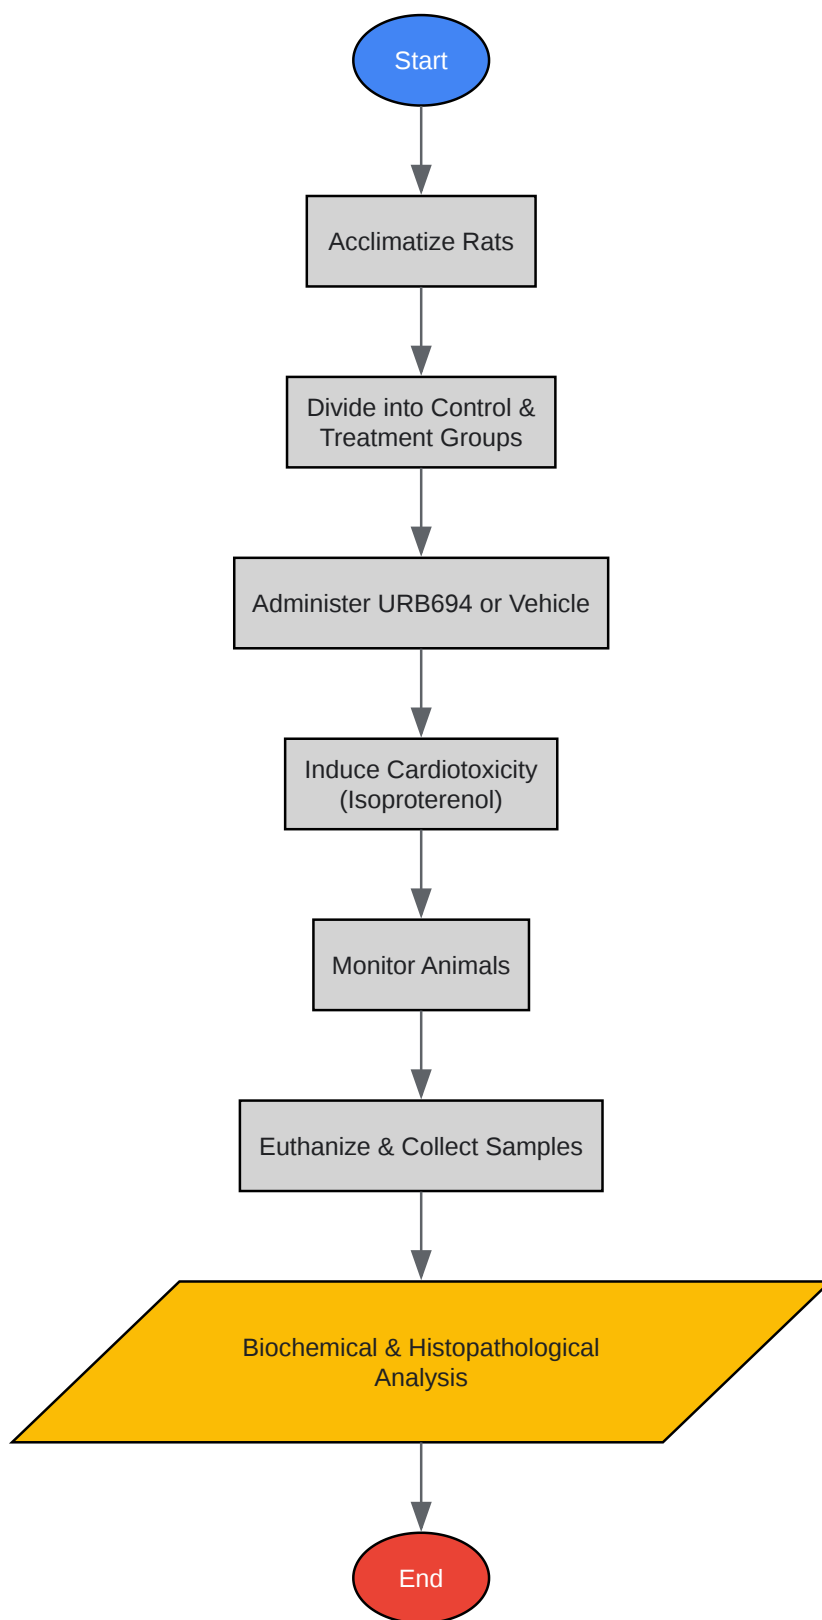 Start
Acclimatize Rats
Divide into Control &
Treatment Groups
Administer URB694 or Vehicle
Induce Cardiotoxicity
(Isoproterenol)
Monitor Animals
Euthanize & Collect Samples
Biochemical & Histopathological
Analysis
End